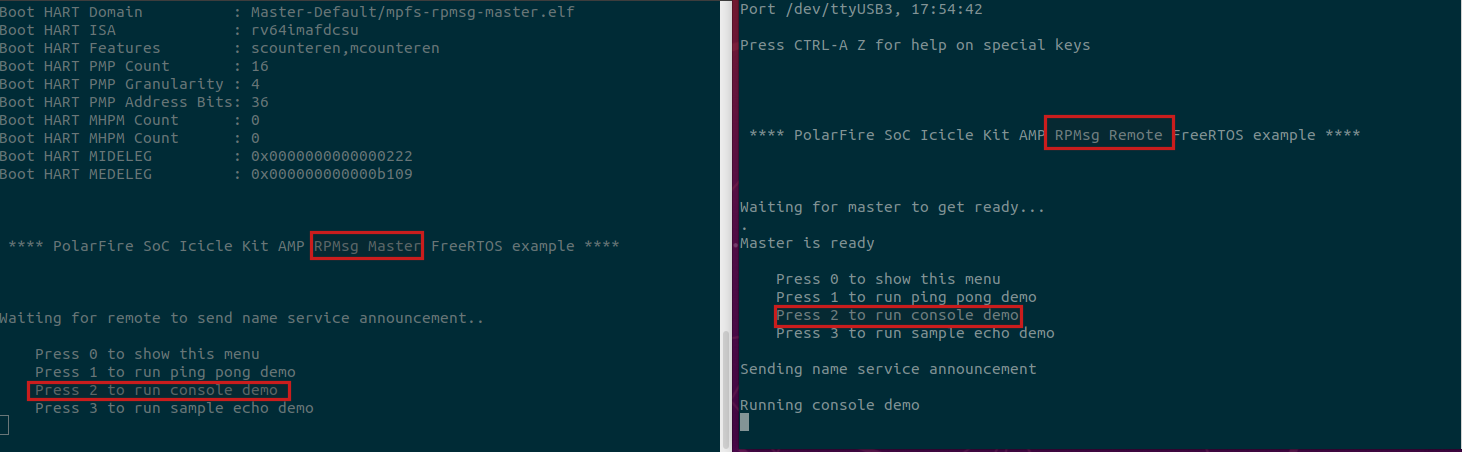 Boot HART Domain : Master-Default/mpfs-rpmsg-master.elf
Boot HART ISA : rv64imafdcsu
Boot HART Features : scounteren,mcounteren
Boot HART PMP Count : 16
Boot HART PMP Granularity : 4
Boot HART PMP Address Bits: 36
Boot HART MHPM Count : 0
Boot HART MHPM Count : 0
Boot HART MIDELEG : 0x0000000000000222
Boot HART MEDELEG : 0x000000000000b109
**** PolarFire SoC Icicle Kit AMP RPMsg Master FreeRTOS example ****
Waiting for remote to send name service announcement..
Press 0 to show this menu
Press 1 to run ping pong demo
Press 2 to run console demo
Press 3 to run sample echo demo
Port /dev/ttyUSB3, 17:54:42
Press CTRL-A Z for help on special keys
**** PolarFire SoC Icicle Kit AMP RPMsg Remote FreeRTOS example ****
Waiting for master to get ready...
.
Master is ready
Press 0 to show this menu
Press 1 to run ping pong demo
Press 2 to run console demo
Press 3 to run sample echo demo
Sending name service announcement
Running console demo